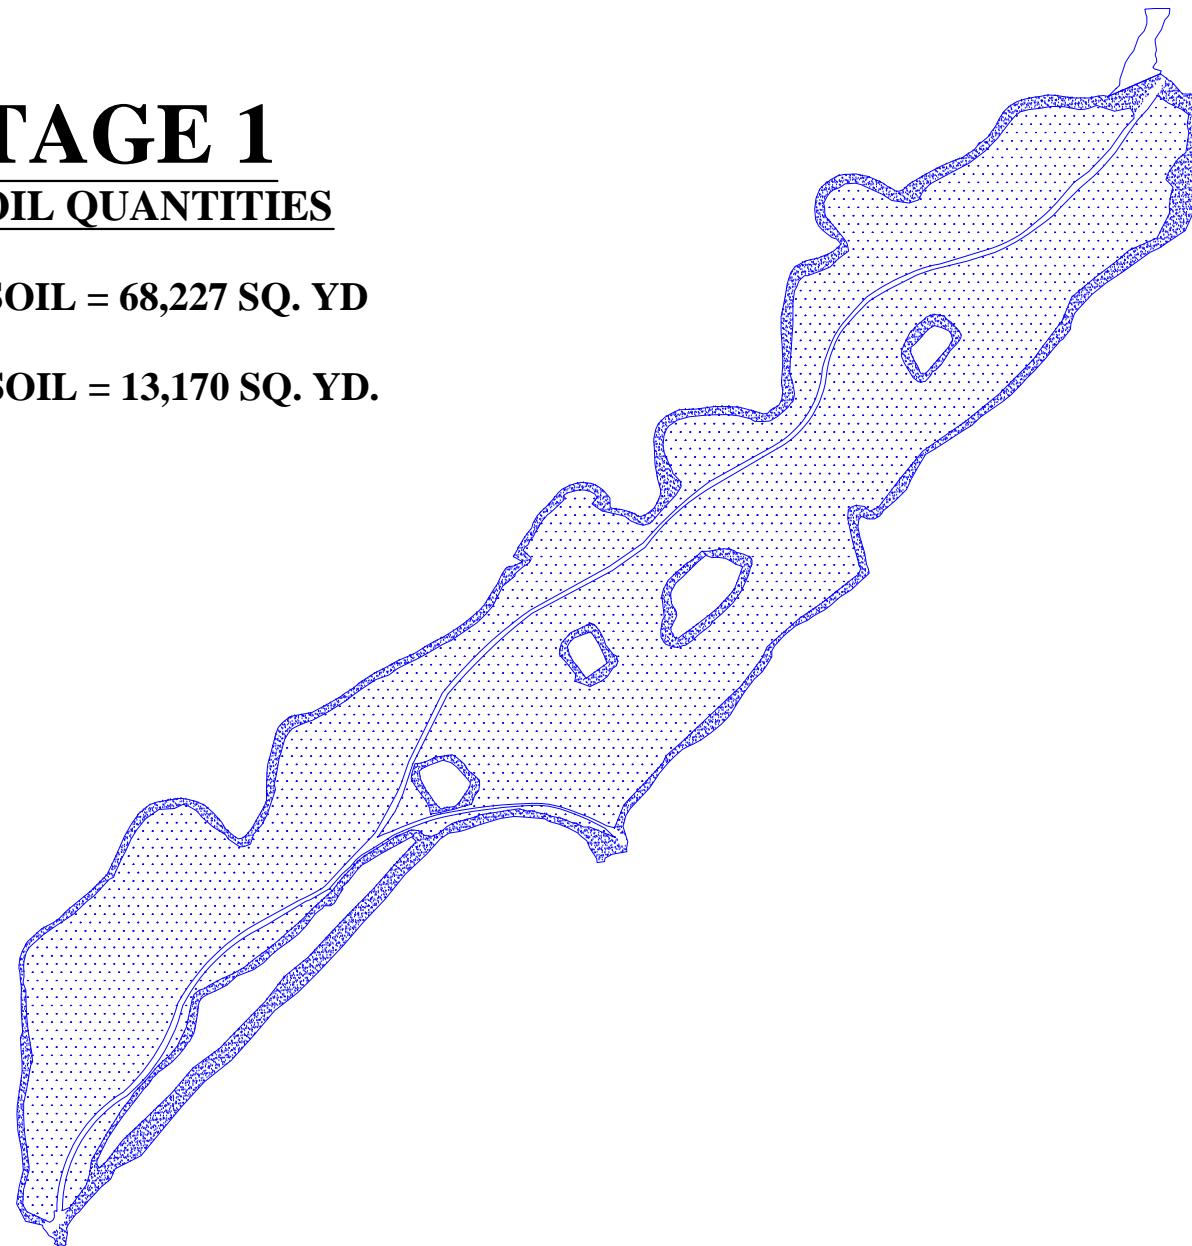 TAGE 1
OIL QUANTITIES
SOIL = 68,227 SQ. YD
SOIL = 13,170 SQ. YD.